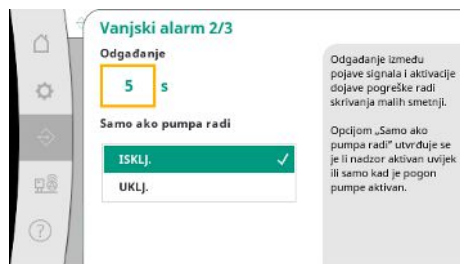 Vanjski alarm 2/3
Odgađanje
5 s
Samo ako pumpa radi
ISKLJ.
UKLJ.
Odgađanje između
pojave signala i aktivacije
dojave pogreške radi
skrivanja malih smetnji.
Opcijom „Samo ako
pumpa radi” utvrđuje se
je li nadzor aktivan uvijek
ili samo kad je pogon
pumpe aktivan.